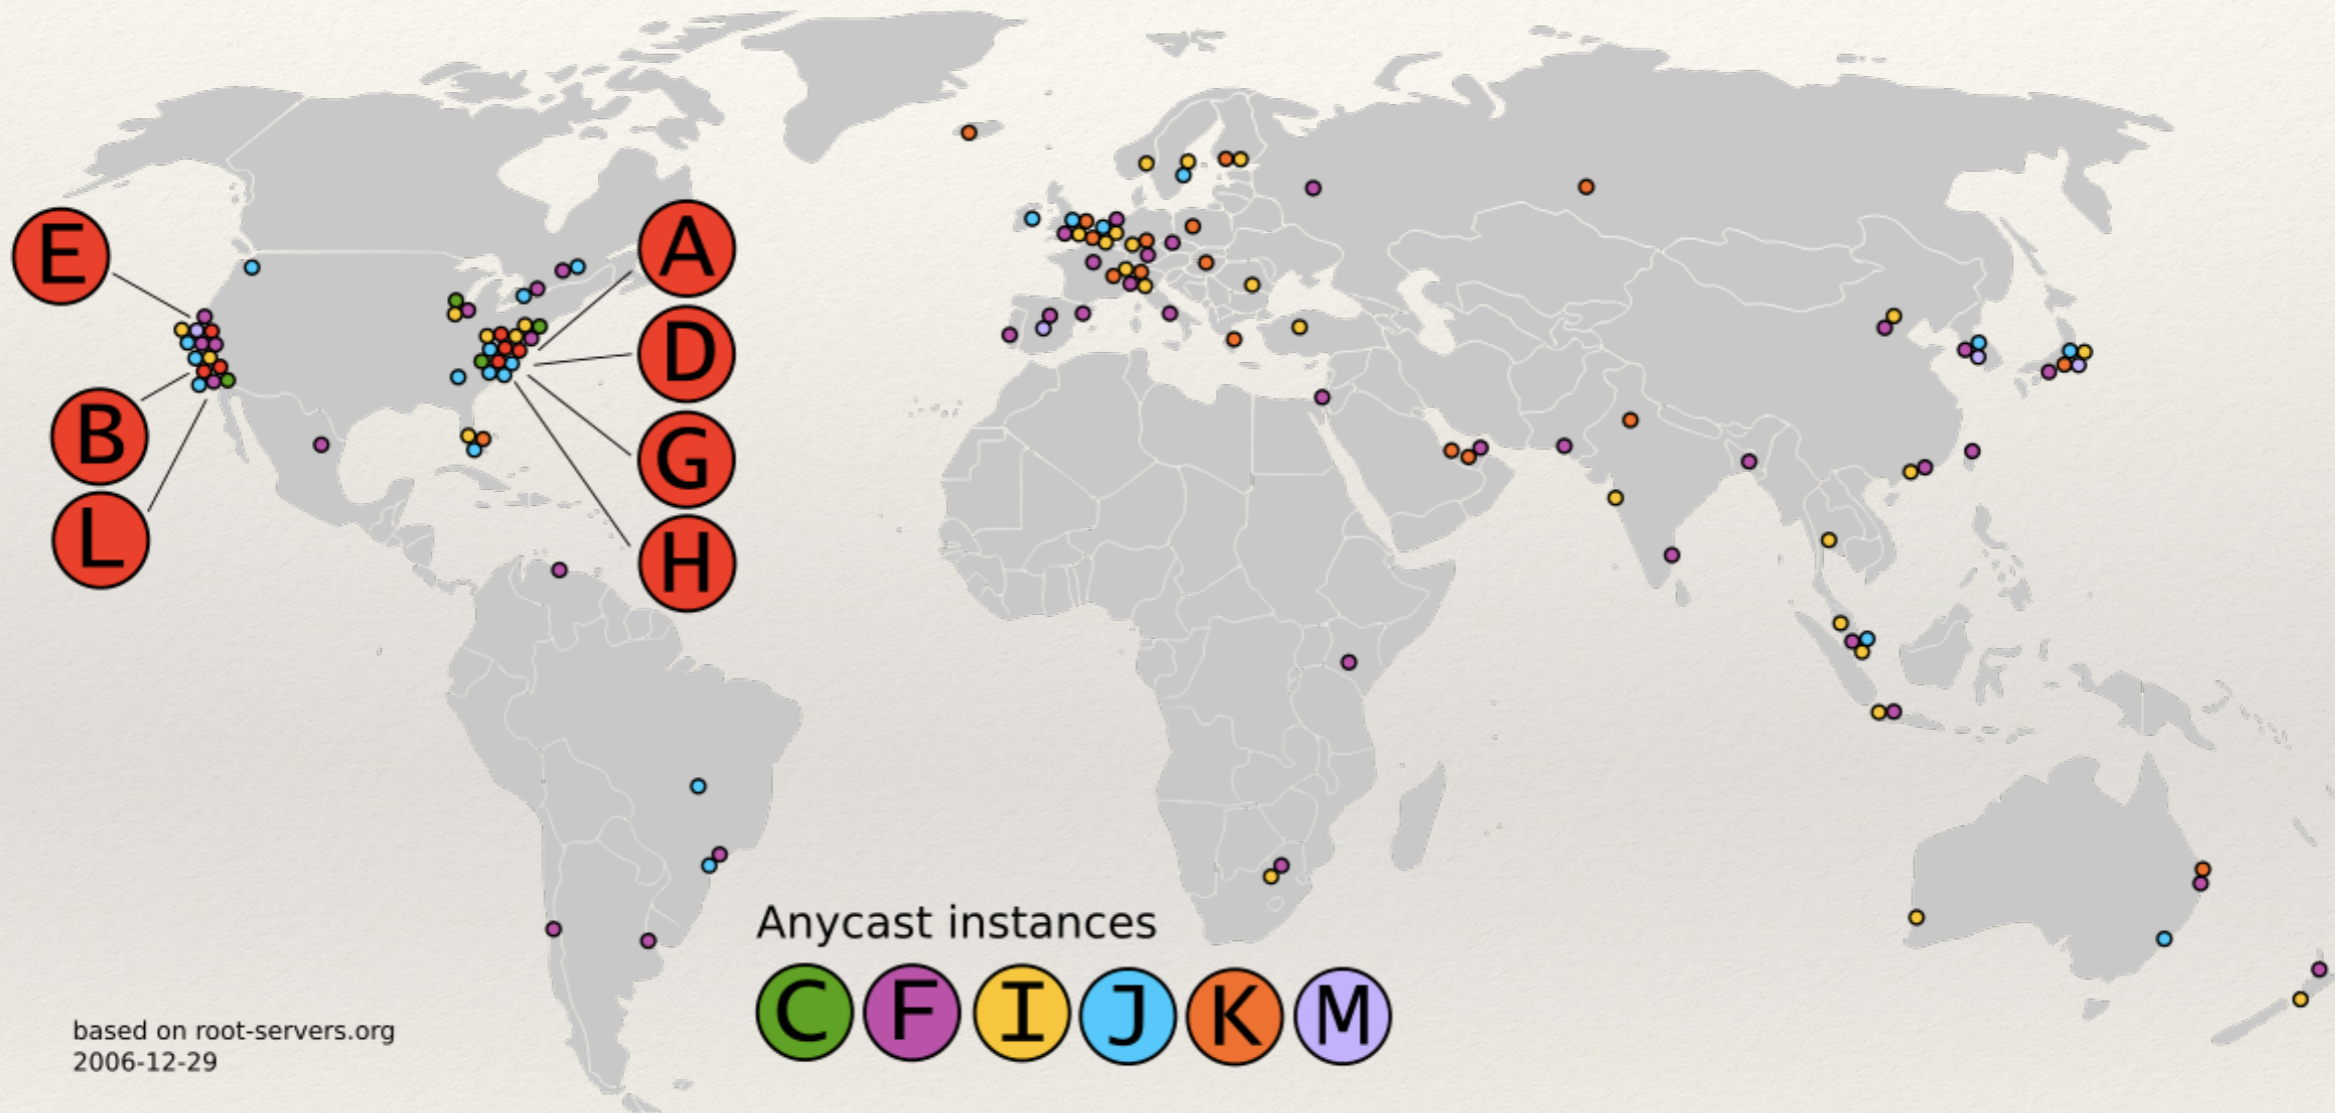 E
B
L
A
D
G
H
Anycast instances
C F I J K M
based on root-servers.org
2006-12-29